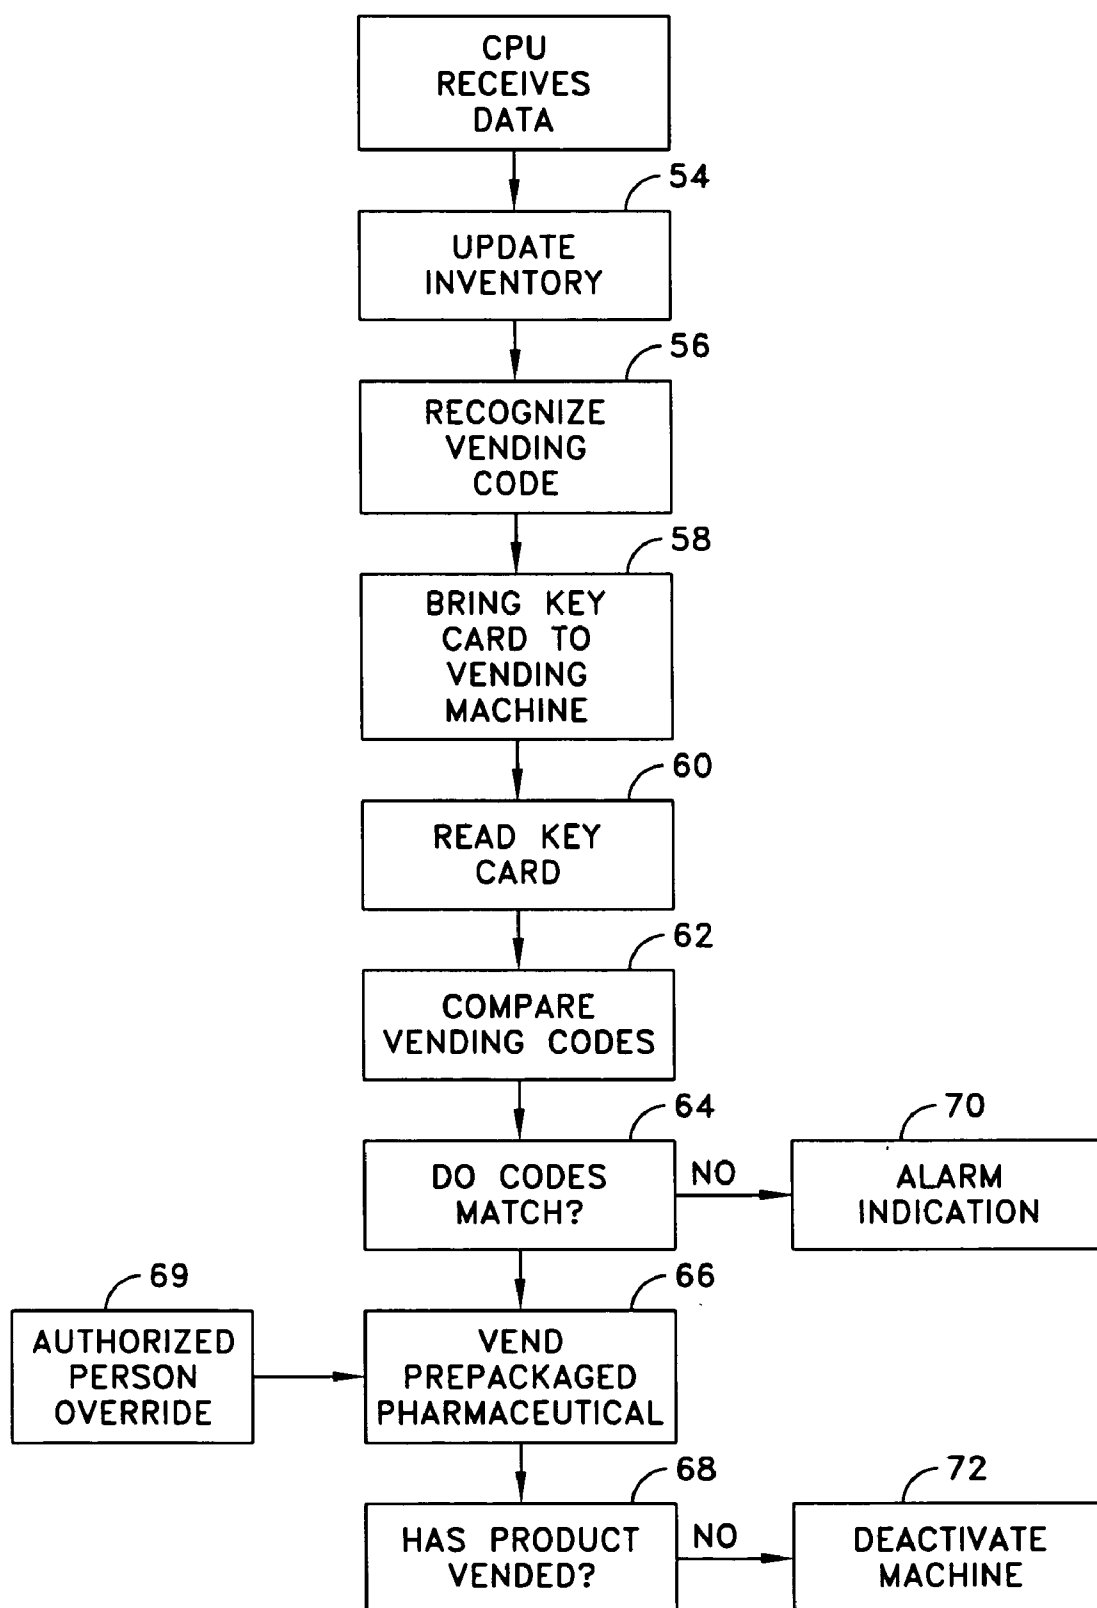 CPU
RECEIVES
DATA
54
UPDATE
INVENTORY
56
RECOGNIZE
VENDING
CODE
58
BRING KEY
CARD TO
VENDING
MACHINE
60
READ KEY
CARD
62
COMPARE
VENDING CODES
64
DO CODES
MATCH?
NO
70
ALARM
INDICATION
69
AUTHORIZED
PERSON
OVERRIDE
66
VEND
PREPACKAGED
PHARMACEUTICAL
68
HAS PRODUCT
VENDED?
NO
72
DEACTIVATE
MACHINE